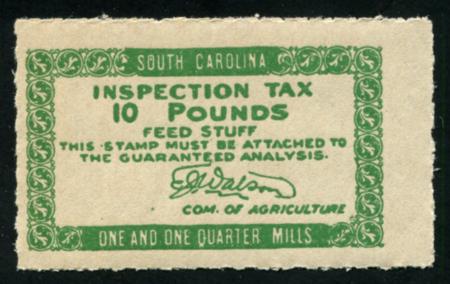 SOUTH CAROLINA
INSPECTION TAX
10 POUNDS
FEED STUFF
THIS STAMP MUST BE ATTACHED TO
THE GUARANTEED ANALYSIS.
E J Watson
COM. OF AGRICULTURE
ONE AND ONE QUARTER MILLS